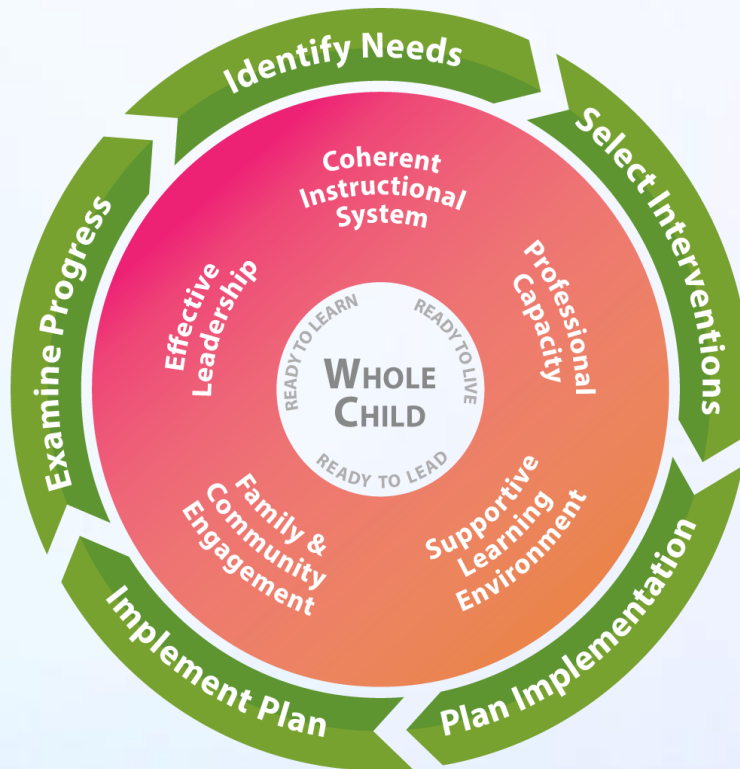 Identify Needs
Select Interventions
Plan Implementation
Implement Plan
Examine Progress
Coherent
Instructional
System
Professional
Capacity
Supportive
Learning
Environment
Family &
Community
Engagement
Effective
Leadership
READY TO LEARN
READY TO LIVE
READY TO LEAD
WHOLE
CHILD